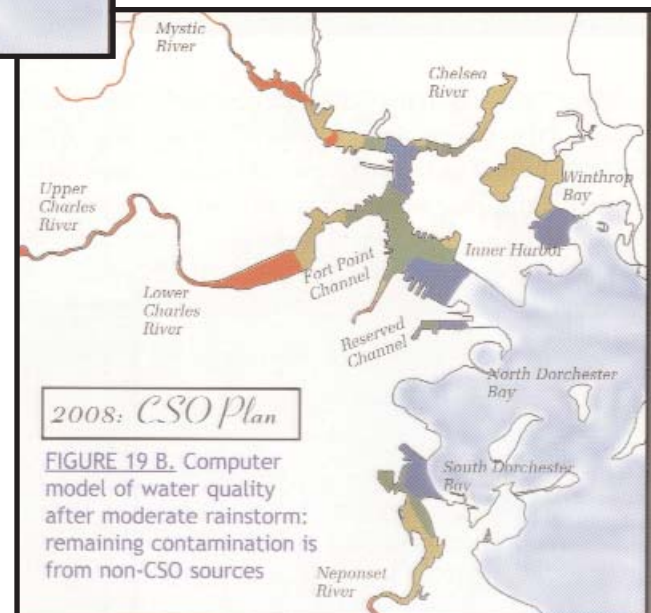 Mystic
River
Chelsea
River
Upper
Charles
River
Winthrop
Bay
Inner Harbor
Fort Point
Channel
Lower
Charles
River
Reserved
Channel
North Dorchester
Bay
2008: CSO Plan
FIGURE 19 B. Computer
model of water quality
after moderate rainstorm:
remaining contamination is
from non-CSO sources
South Dorchester
Bay
Neponset
River